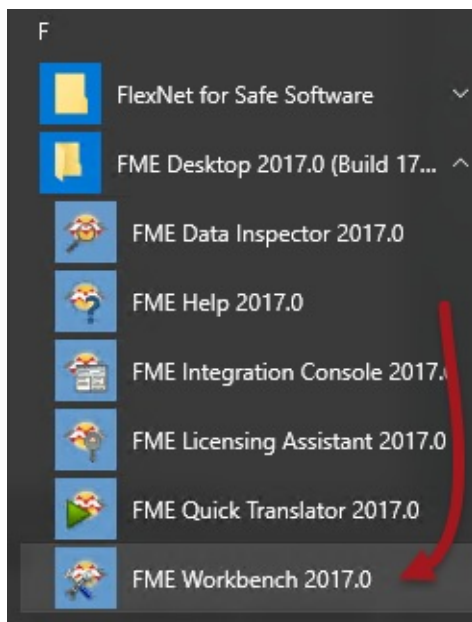 F
FlexNet for Safe Software
FME Desktop 2017.0 (Build 17...
FME Data Inspector 2017.0
FME Help 2017.0
FME Integration Console 2017.0
FME Licensing Assistant 2017.0
FME Quick Translator 2017.0
FME Workbench 2017.0